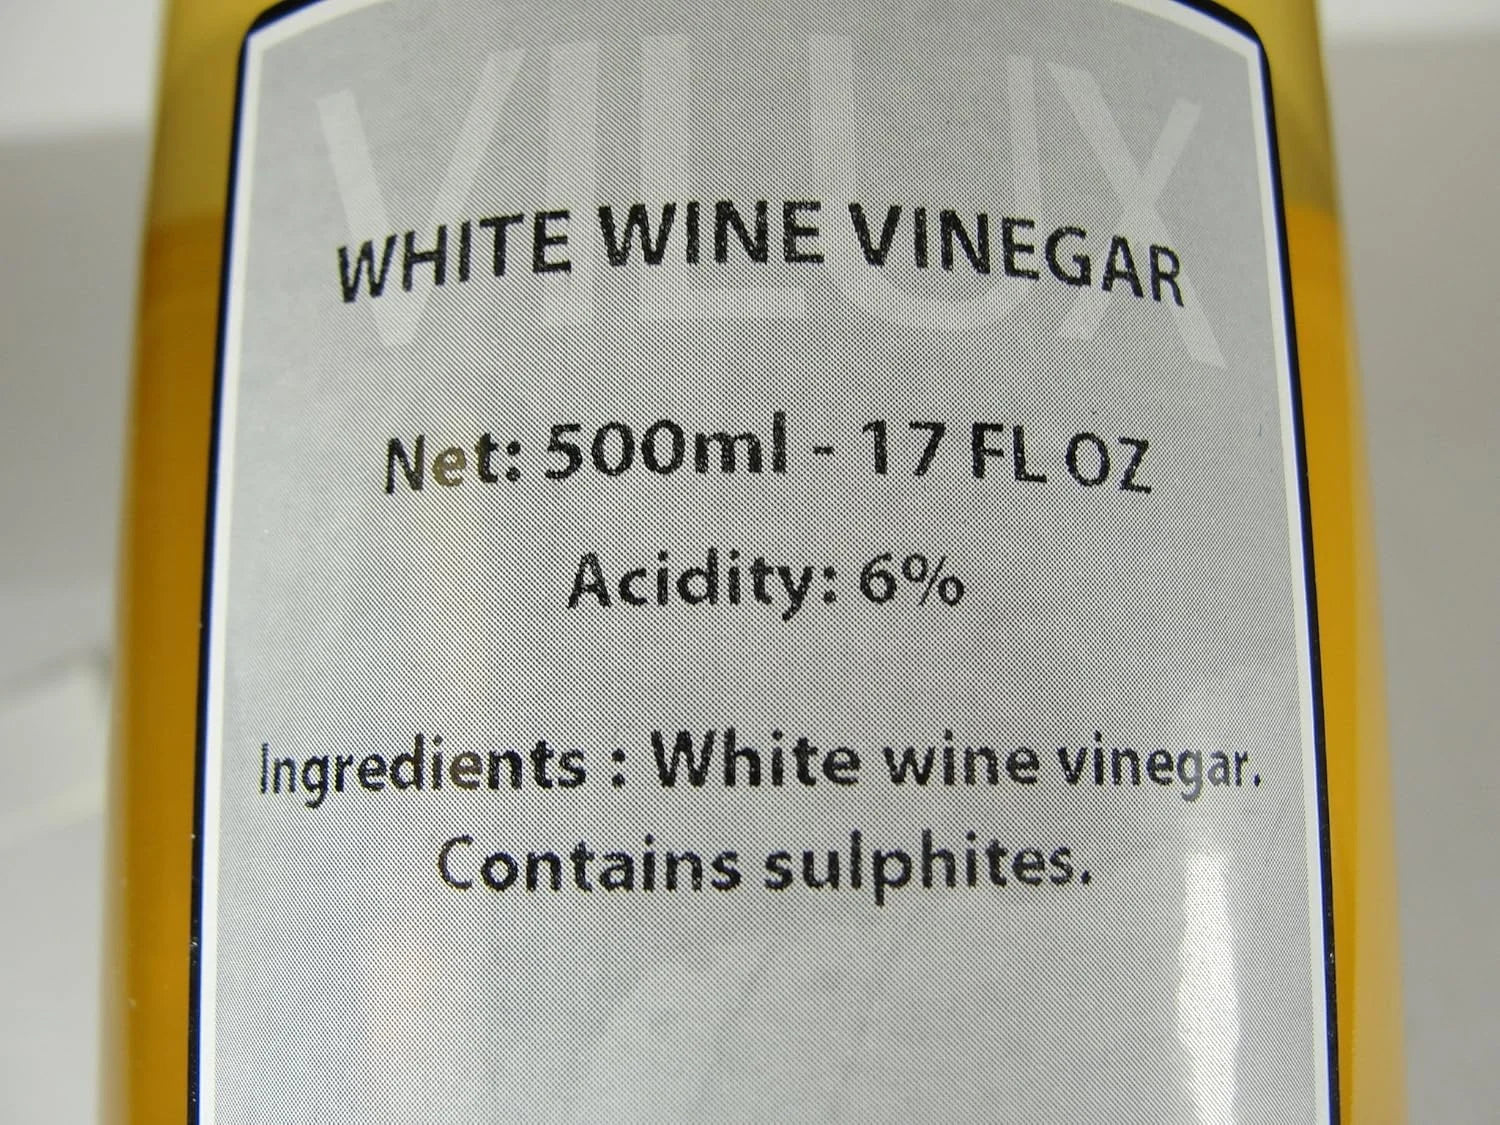 VILUX
WHITE WINE VINEGAR
Net: 500ml - 17 FL OZ
Acidity: 6%
Ingredients : White wine vinegar.
Contains sulphites.